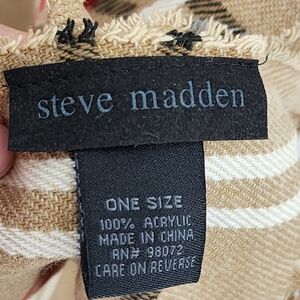 steve madden
ONE SIZE
100% ACRYLIC
MADE IN CHINA
RN# 98072
CARE ON REVERSE